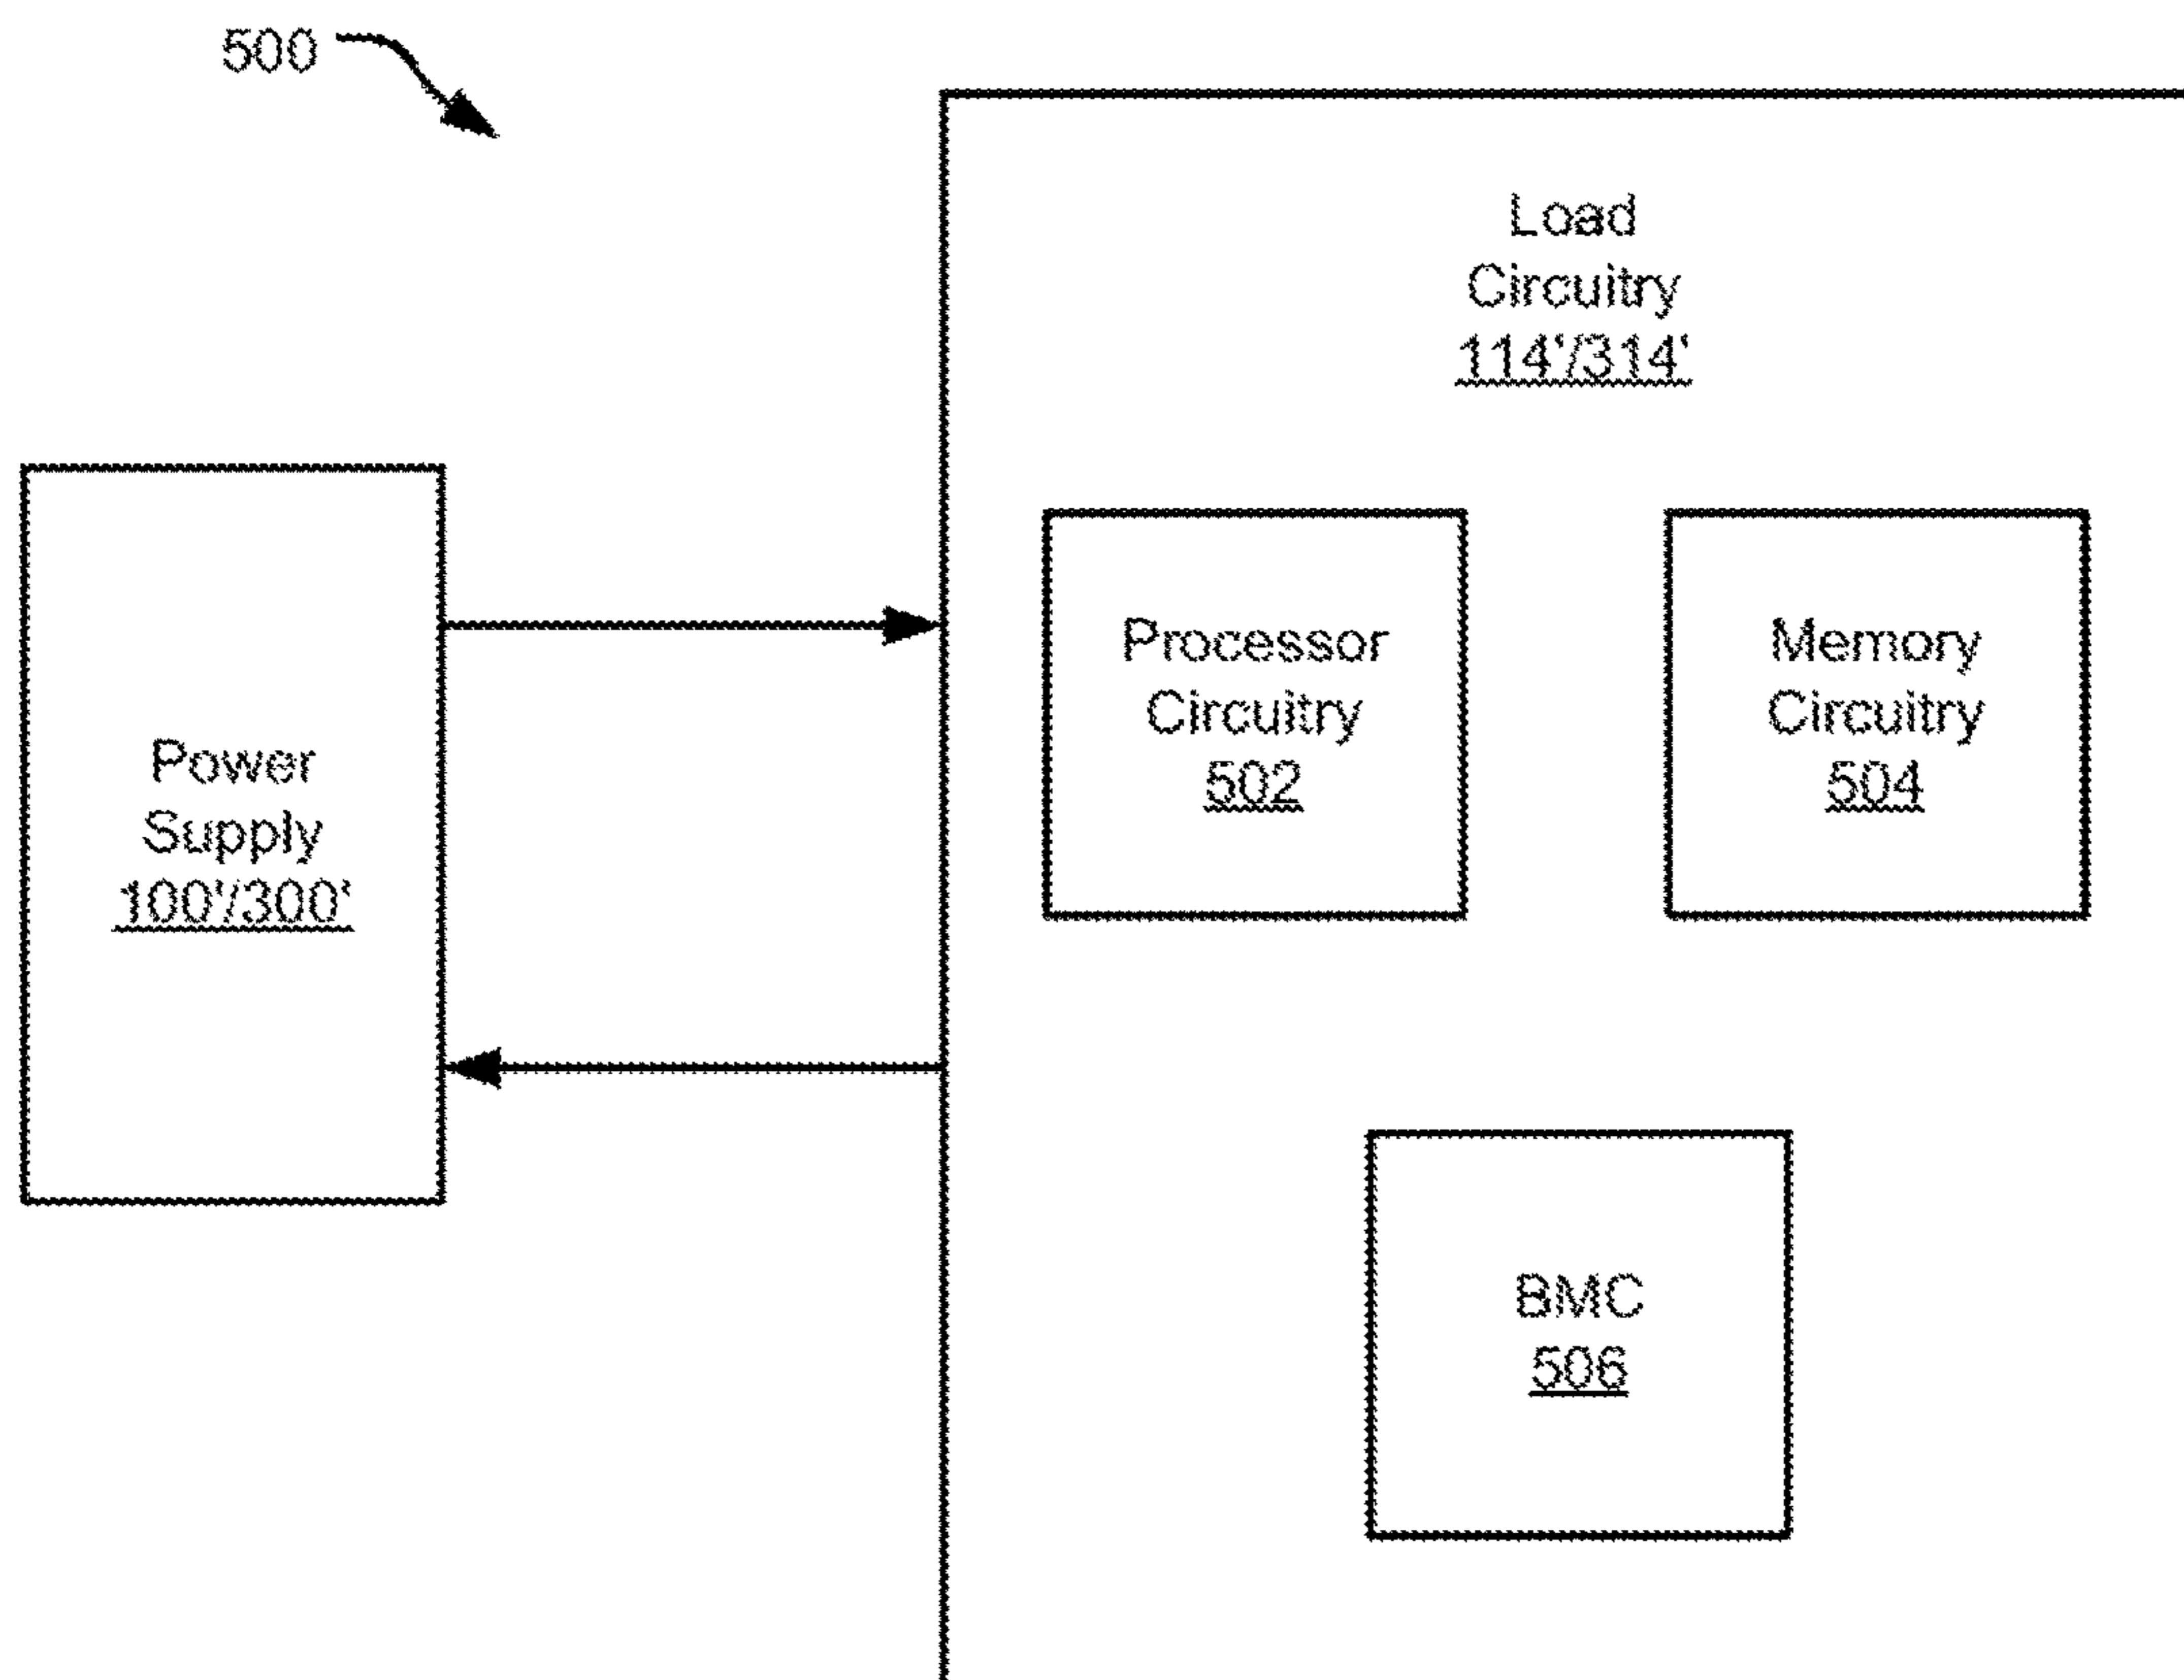 500
Load
Circuitry
114'/314'
Processor
Circuitry
502
Memory
Circuitry
504
Power
Supply
100'/300'
BMC
506